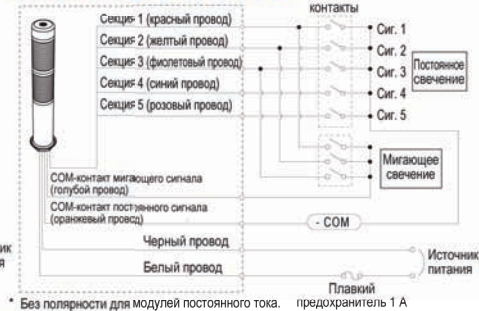 контакты
Секция 1 (красный провод)
Секция 2 (желтый провод)
Секция 3 (фиолетовый провод)
Секция 4 (синий провод)
Секция 5 (розовый провод)
Сиг. 1
Сиг. 2
Сиг. 3
Сиг. 4
Сиг. 5
Постоянное
свечение
Мигающее
свечение
COM-контакт мигающего сигнала
(голубой провод)
COM-контакт постоянного сигнала
(оранжевый провод)
- COM
Черный провод
Белый провод
Источник
питания
Плавкий
предохранитель 1 А
* Без полярности для модулей постоянного тока.